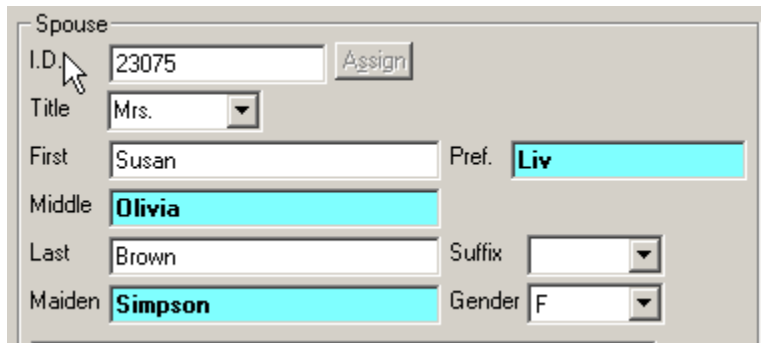 Spouse
I.D. 23075 Assign
Title Mrs.
First Susan Pref. Liv
Middle Olivia
Last Brown Suffix
Maiden Simpson Gender F